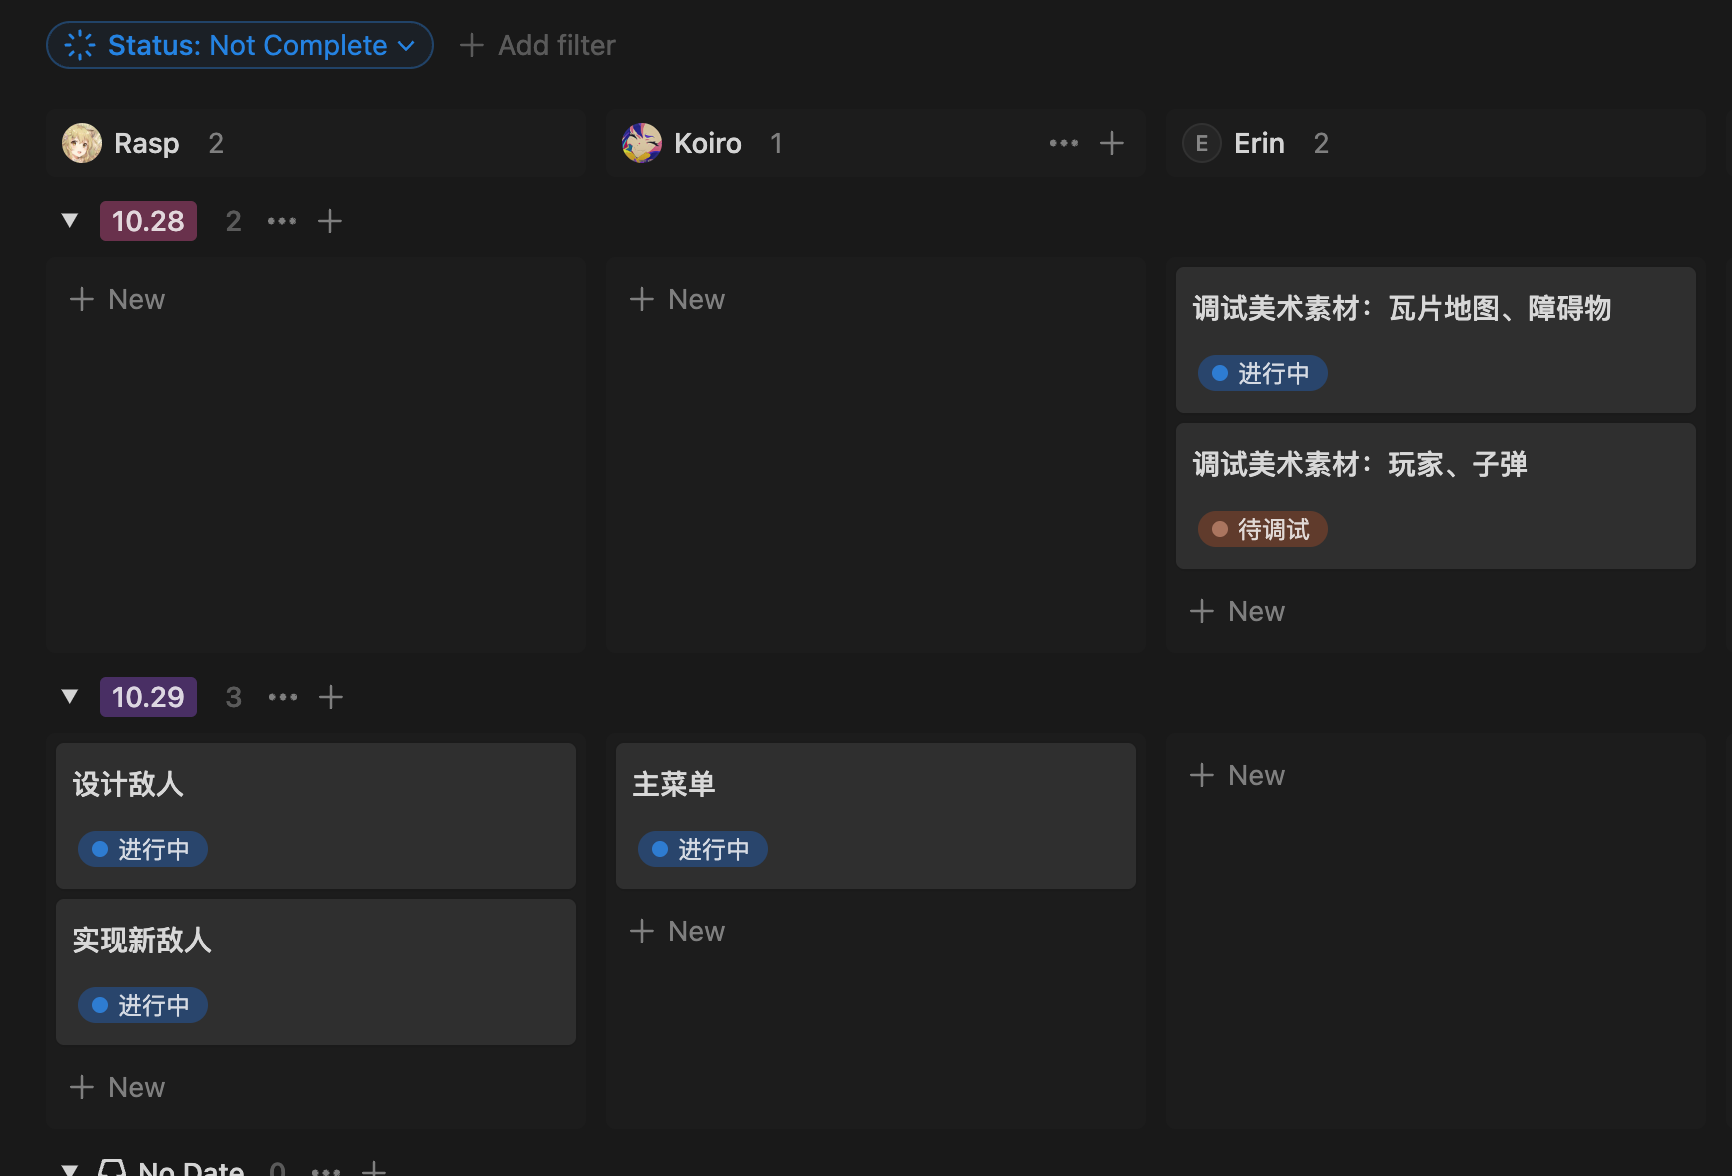 Status: Not Complete
Add filter
Rasp 2
Koiro 1
E Erin 2
10.28 2
New
New
调试美术素材：瓦片地图、障碍物
进行中
调试美术素材：玩家、子弹
待调试
New
10.29 3
设计敌人
进行中
实现新敌人
进行中
New
主菜单
进行中
New
New
No Date 0